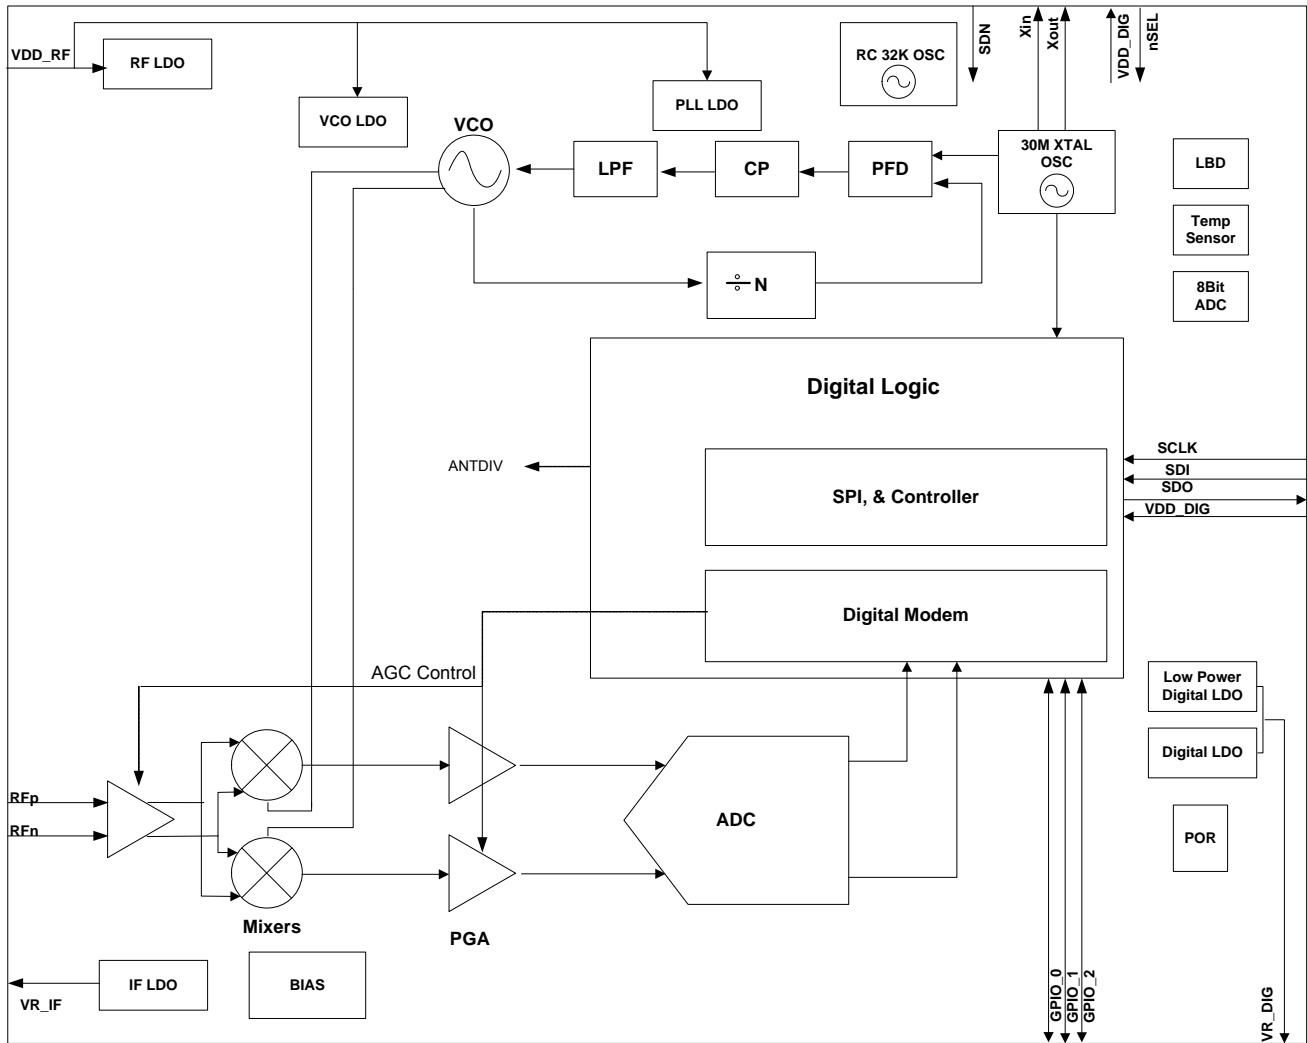 VDD_RF
RF LDO
VCO LDO
PLL LDO
RC 32K OSC
SDN
Xin
Xout
VDD_DIG
nSEL
VCO
LPF
CP
PFD
30M XTAL
OSC
LBD
Temp
Sensor
8Bit
ADC
÷ N
Digital Logic
ANTDIV
SPI, & Controller
SCLK
SDI
SDO
VDD_DIG
Digital Modem
AGC Control
Low Power
Digital LDO
Digital LDO
RFp
RFn
ADC
POR
Mixers
PGA
IF LDO
BIAS
VR_IF
GPIO_0
GPIO_1
GPIO_2
VR_DIG